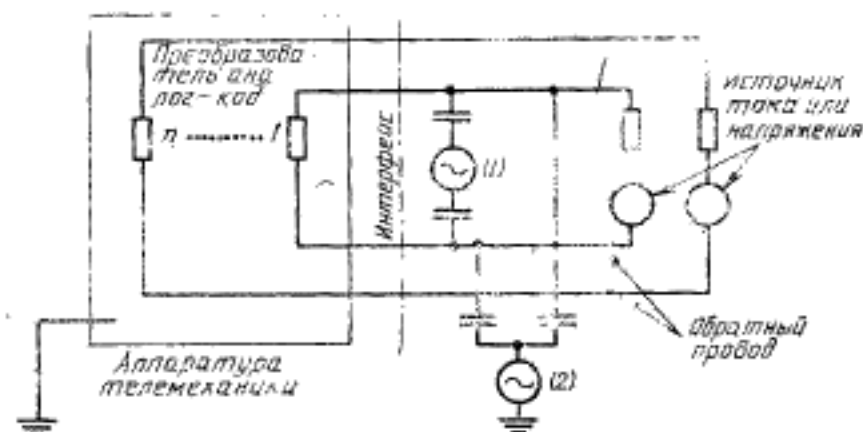 Преобразова
тель ана
лог-код
n ........ 1
Интерфейс
(1)
источник
тока или
напряжения
Обратный
провод
Аппаратура
телемеханики
(2)